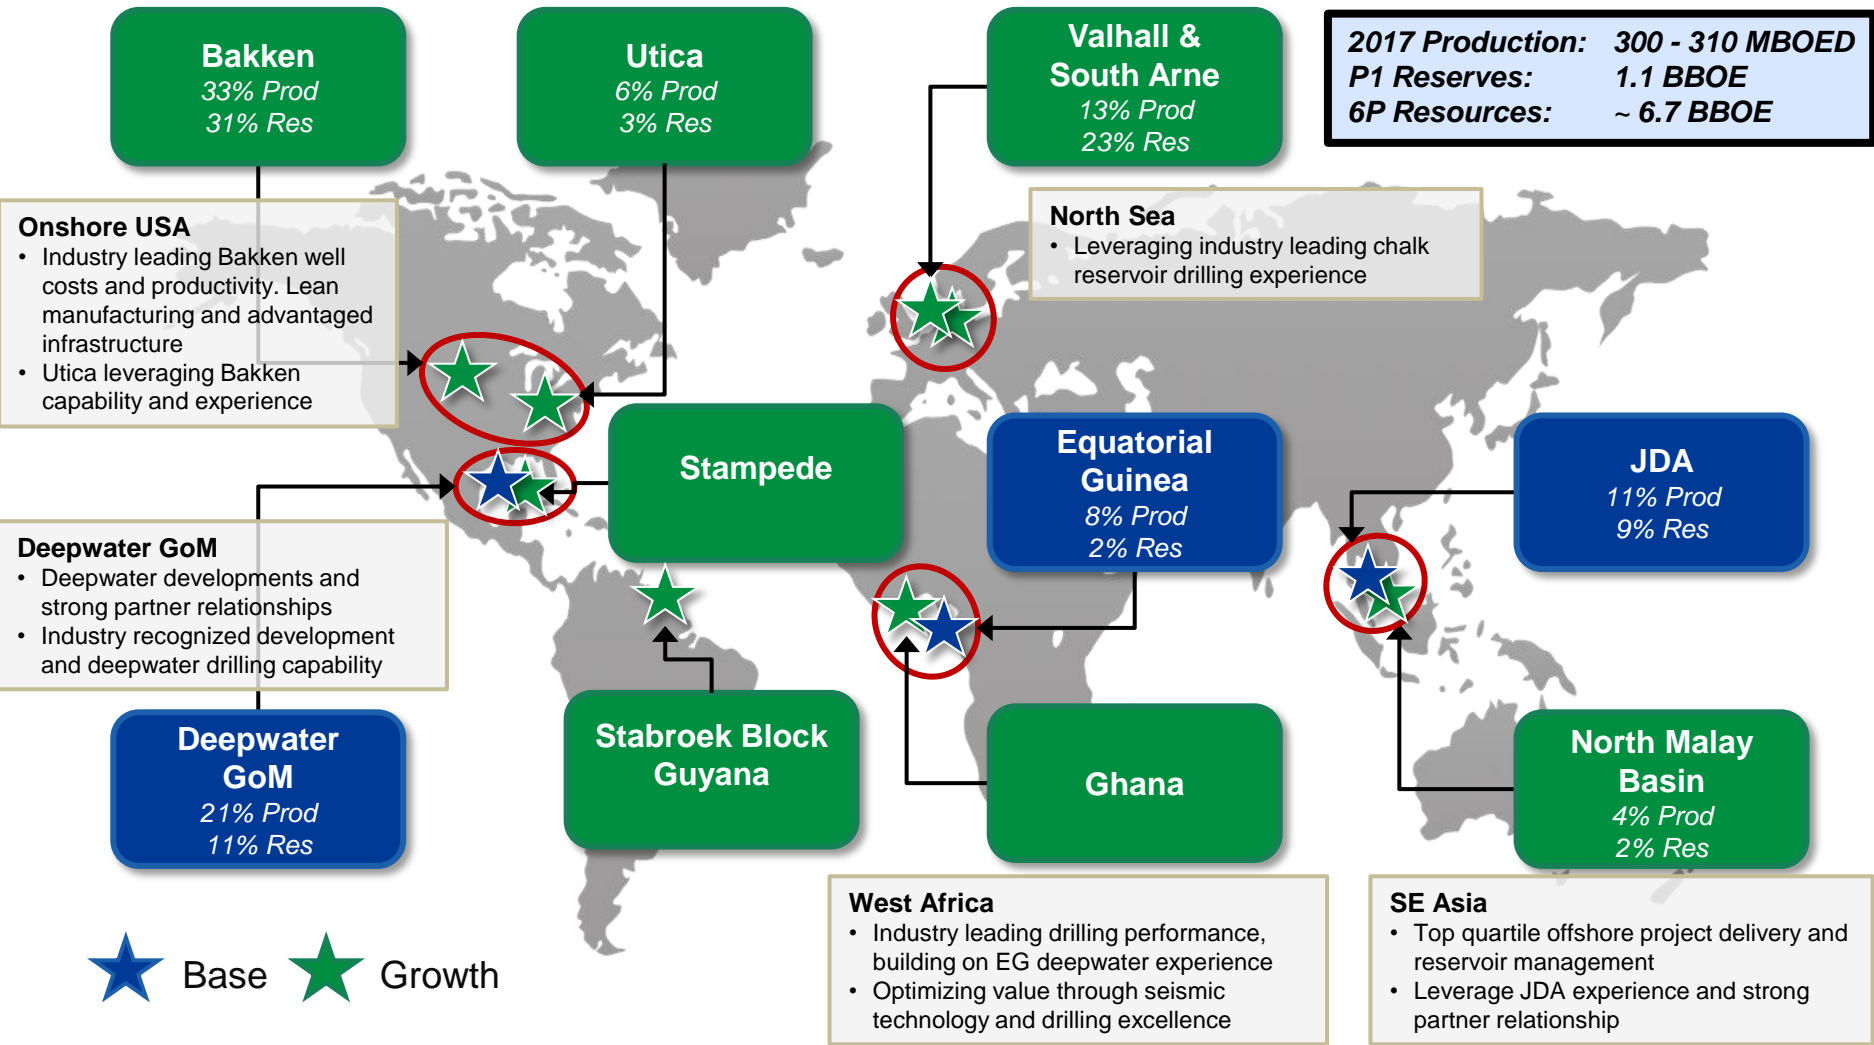 Bakken
33% Prod
31% Res
Utica
6% Prod
3% Res
Valhall &
South Arne
13% Prod
23% Res
2017 Production: 300 - 310 MBOED
P1 Reserves: 1.1 BBOE
6P Resources: ~ 6.7 BBOE
Onshore USA
• Industry leading Bakken well
costs and productivity. Lean
manufacturing and advantaged
infrastructure
• Utica leveraging Bakken
capability and experience
North Sea
• Leveraging industry leading chalk
reservoir drilling experience
Stampede
Equatorial
Guinea
8% Prod
2% Res
JDA
11% Prod
9% Res
Deepwater GoM
• Deepwater developments and
strong partner relationships
• Industry recognized development
and deepwater drilling capability
Deepwater
GoM
21% Prod
11% Res
Stabroek Block
Guyana
Ghana
North Malay
Basin
4% Prod
2% Res
West Africa
• Industry leading drilling performance,
building on EG deepwater experience
• Optimizing value through seismic
technology and drilling excellence
SE Asia
• Top quartile offshore project delivery and
reservoir management
• Leverage JDA experience and strong
partner relationship
Base
Growth